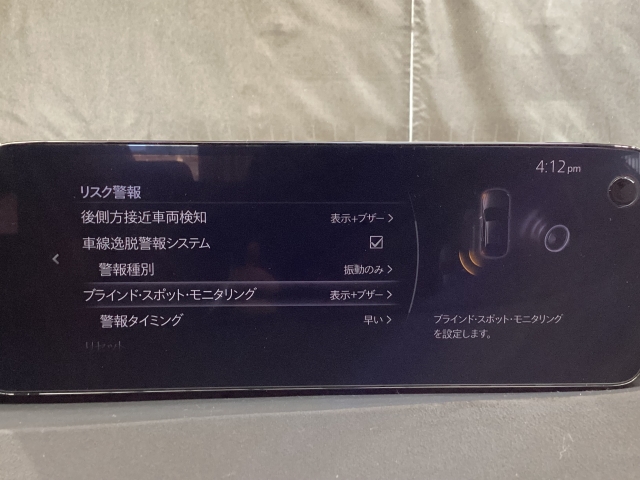 4:12 pm
リスク警報
後側方接近車両検知 表示+ブザー >
車線逸脱警報システム ☑
警報種別 振動のみ >
ブラインド・スポット・モニタリング 表示+ブザー >
警報タイミング 早い >
ブラインド・スポット・モニタリング
を設定します。